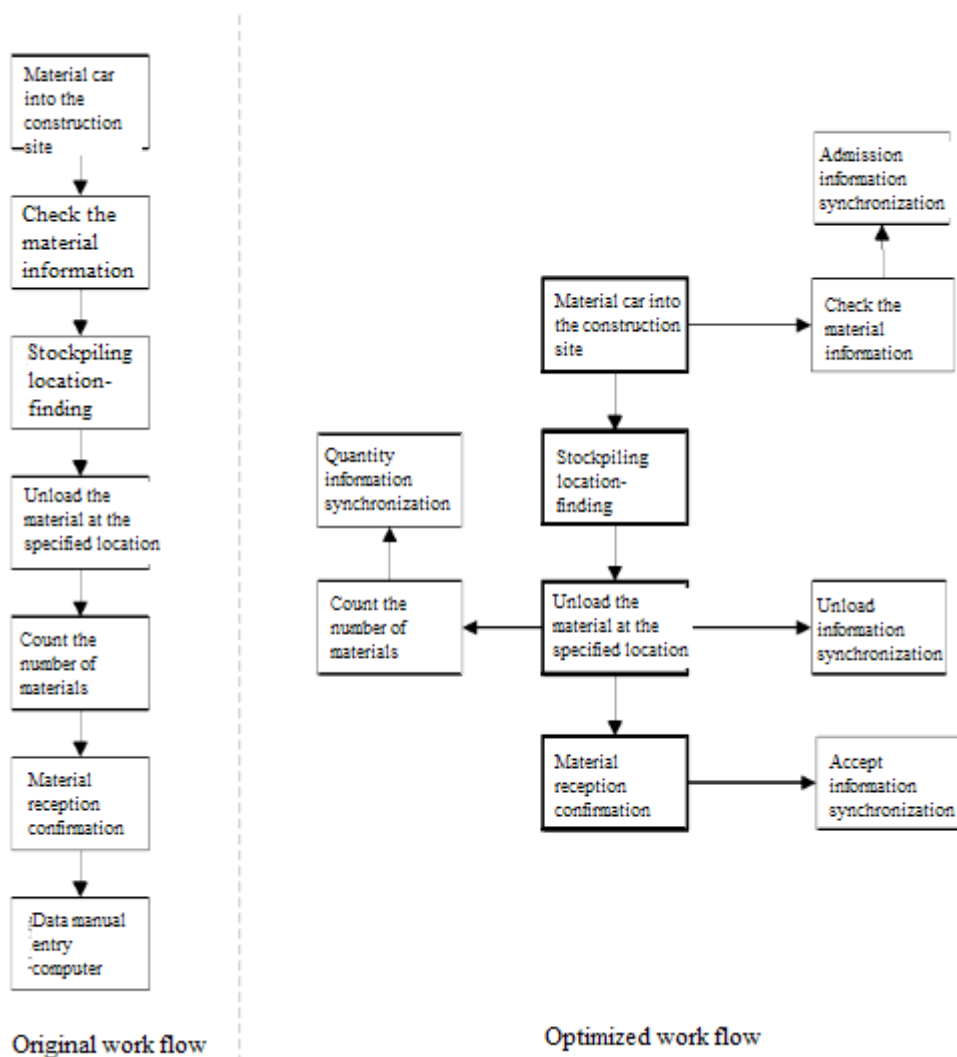 Material car
into the
construction
site
Check the
material
information
Stockpiling
location-
finding
Unload the
material at the
specified location
Count the
number of
materials
Material
reception
confirmation
Data manual
entry
computer
Original work flow
Admission
information
synchronization
Material car into
the construction
site
Check the
material
information
Quantity
information
synchronization
Stockpiling
location-
finding
Count the
number of
materials
Unload the
material at the
specified location
Unload
information
synchronization
Material
reception
confirmation
Accept
information
synchronization
Optimized work flow